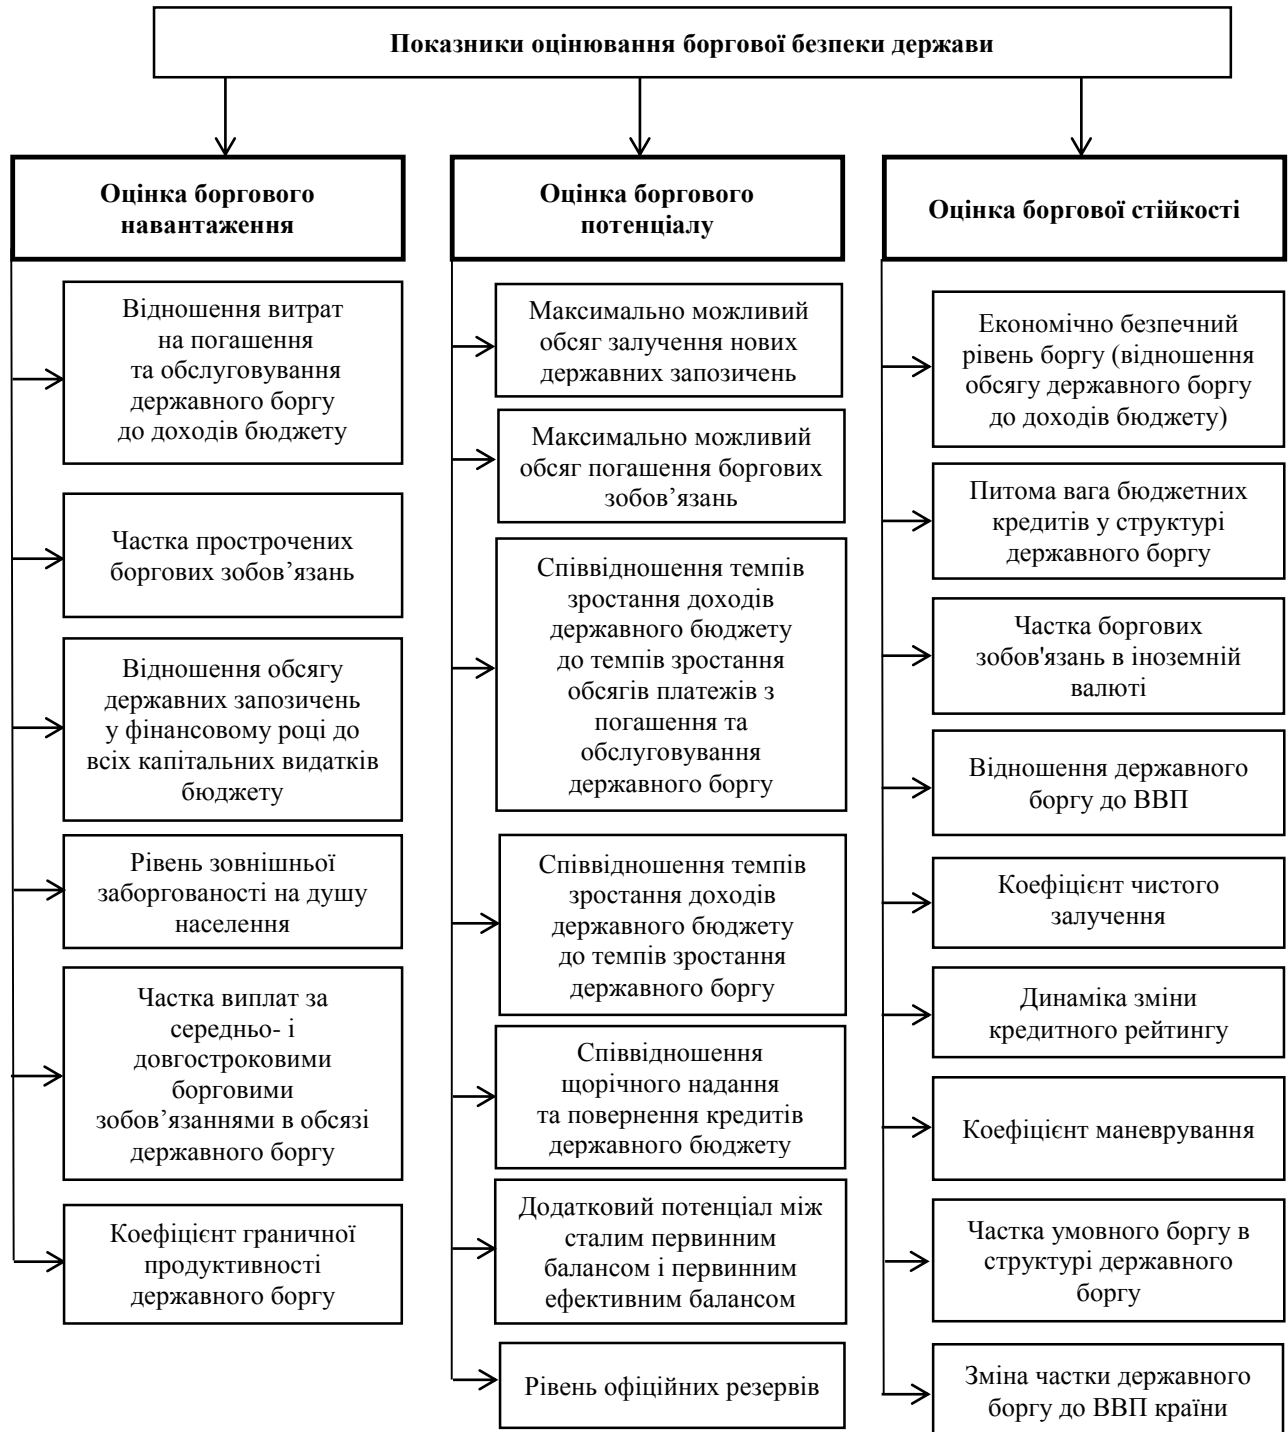 Показники оцінювання боргової безпеки держави
Оцінка боргового
навантаження
Відношення витрат
на погашення
та обслуговування
державного боргу
до доходів бюджету
Частка прострочених
боргових зобов’язань
Відношення обсягу
державних запозичень
у фінансовому році до
всіх капітальних видатків
бюджету
Рівень зовнішньої
заборгованості на душу
населення
Частка виплат за
середньо- і
довгостроковими
борговими
зобов’язаннями в обсязі
державного боргу
Коефіцієнт граничної
продуктивності
державного боргу
Оцінка боргового
потенціалу
Максимально можливий
обсяг залучення нових
державних запозичень
Максимально можливий
обсяг погашення боргових
зобов’язань
Співвідношення темпів
зростання доходів
державного бюджету
до темпів зростання
обсягів платежів з
погашення та
обслуговування
державного боргу
Співвідношення темпів
зростання доходів
державного бюджету
до темпів зростання
державного боргу
Співвідношення
щорічного надання
та повернення кредитів
державного бюджету
Додатковий потенціал між
сталим первинним
балансом і первинним
ефективним балансом
Рівень офіційних резервів
Оцінка боргової стійкості
Економічно безпечний
рівень боргу (відношення
обсягу державного боргу
до доходів бюджету)
Питома вага бюджетних
кредитів у структурі
державного боргу
Частка боргових
зобов'язань в іноземній
валюті
Відношення державного
боргу до ВВП
Коефіцієнт чистого
залучення
Динаміка зміни
кредитного рейтингу
Коефіцієнт маневрування
Частка умовного боргу в
структурі державного
боргу
Зміна частки державного
боргу до ВВП країни